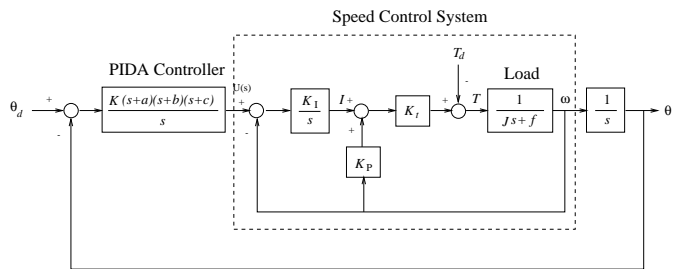 Speed Control System
PIDA Controller
T_d
Load
θ_d
+
-
K(s+a)(s+b)(s+c)
s
U(s)
+
-
K_I
s
I
+
+
K_t
+
-
T
1
Js+f
ω
1
s
θ
K_P